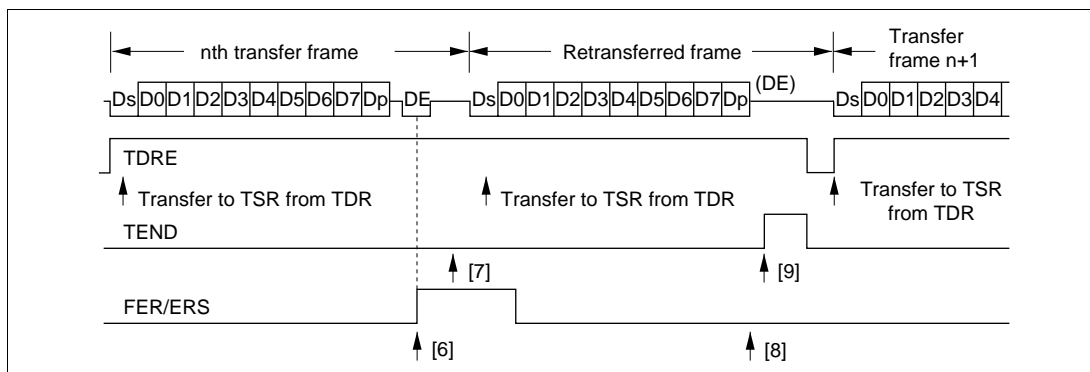 nth transfer frame Retransferred frame Transfer
frame n+1
Ds D0 D1 D2 D3 D4 D5 D6 D7 Dp DE Ds D0 D1 D2 D3 D4 D5 D6 D7 Dp (DE) Ds D0 D1 D2 D3 D4
TDRE
Transfer to TSR from TDR Transfer to TSR from TDR Transfer to TSR
from TDR
TEND
[7] [9]
FER/ERS
[6] [8]